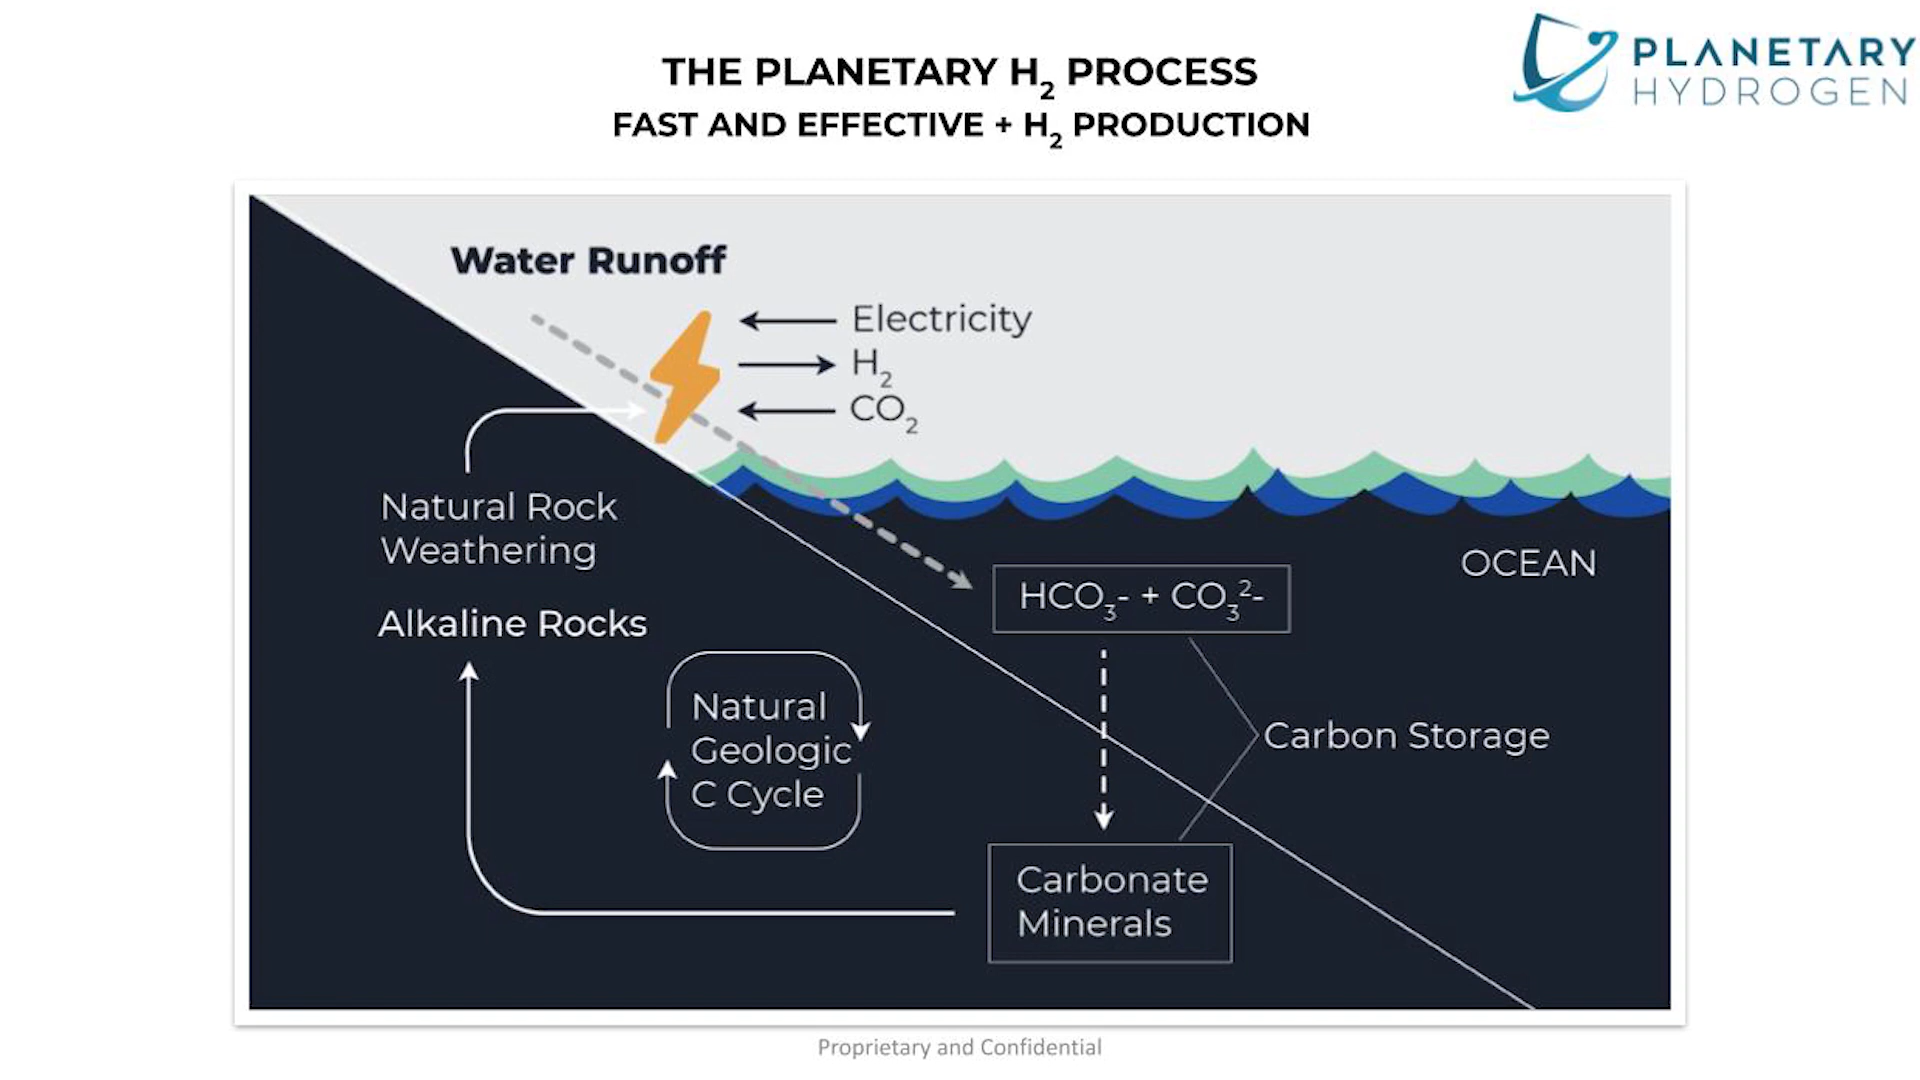 PLANETARY
HYDROGEN
THE PLANETARY H₂ PROCESS
FAST AND EFFECTIVE + H₂ PRODUCTION
Water Runoff
Electricity
H₂
CO₂
Natural Rock
Weathering
OCEAN
HCO₃- + CO₃²-
Alkaline Rocks
Natural
Geologic
C Cycle
Carbon Storage
Carbonate
Minerals
Proprietary and Confidential